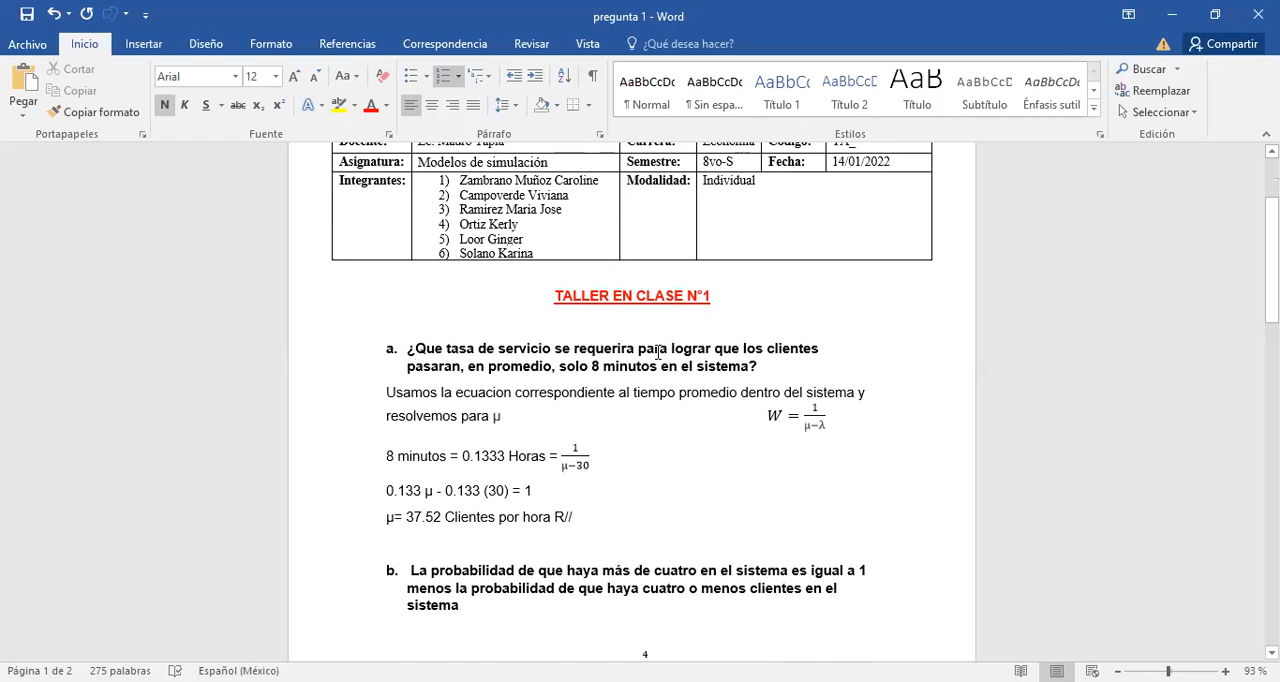 pregunta 1 - Word
Archivo Inicio Insertar Diseño Formato Referencias Correspondencia Revisar Vista ¿Qué desea hacer? Compartir
Pegar
Cortar
Copiar
Copiar formato
Portapapeles
Arial 12 Aa
N K S abc x₂ x² A ab A
Fuente
Párrafo
AaBbCcDc AaBbCcDc AaBbCcD AaBbCcD AaB AaBbCcD AaBbCcDc
¶ Normal ¶ Sin espa... Título 1 Título 2 Título Subtítulo Énfasis sutil
Estilos
Buscar
Reemplazar
Seleccionar
Edición
Asignatura: Modelos de simulación Semestre: 8vo-S Fecha: 14/01/2022
Integrantes: 1) Zambrano Muñoz Caroline Modalidad: Individual
2) Campoverde Viviana
3) Ramirez Maria Jose
4) Ortiz Kerly
5) Loor Ginger
6) Solano Karina
TALLER EN CLASE N°1
a. ¿Que tasa de servicio se requerira para lograr que los clientes
pasaran, en promedio, solo 8 minutos en el sistema?
Usamos la ecuacion correspondiente al tiempo promedio dentro del sistema y
resolvemos para µ W = 1/(µ−λ)
8 minutos = 0.1333 Horas = 1/(µ−30)
0.133 µ - 0.133 (30) = 1
µ= 37.52 Clientes por hora R//
b. La probabilidad de que haya más de cuatro en el sistema es igual a 1
menos la probabilidad de que haya cuatro o menos clientes en el
sistema
4
Página 1 de 2 275 palabras Español (México) 93 %